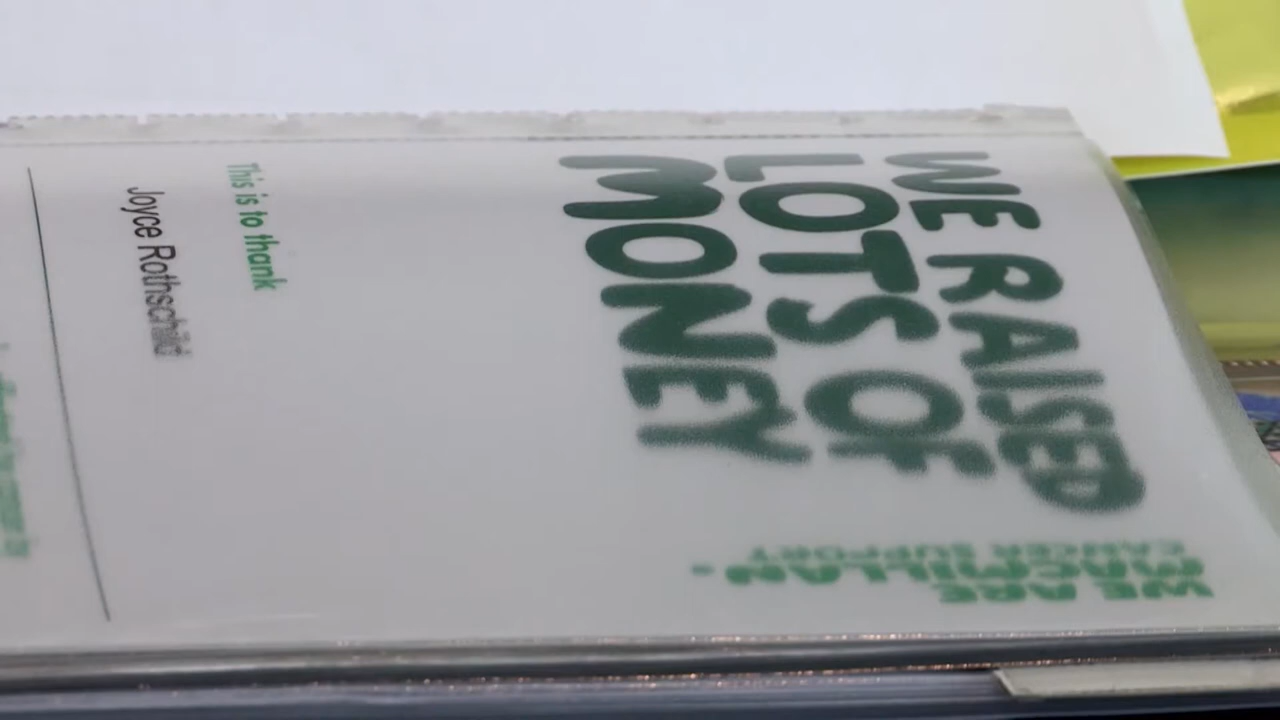 WE RAISED
LOTS OF
MONEY
WE ARE
MACMILLAN.
CANCER SUPPORT
This is to thank
Joyce Rothschild